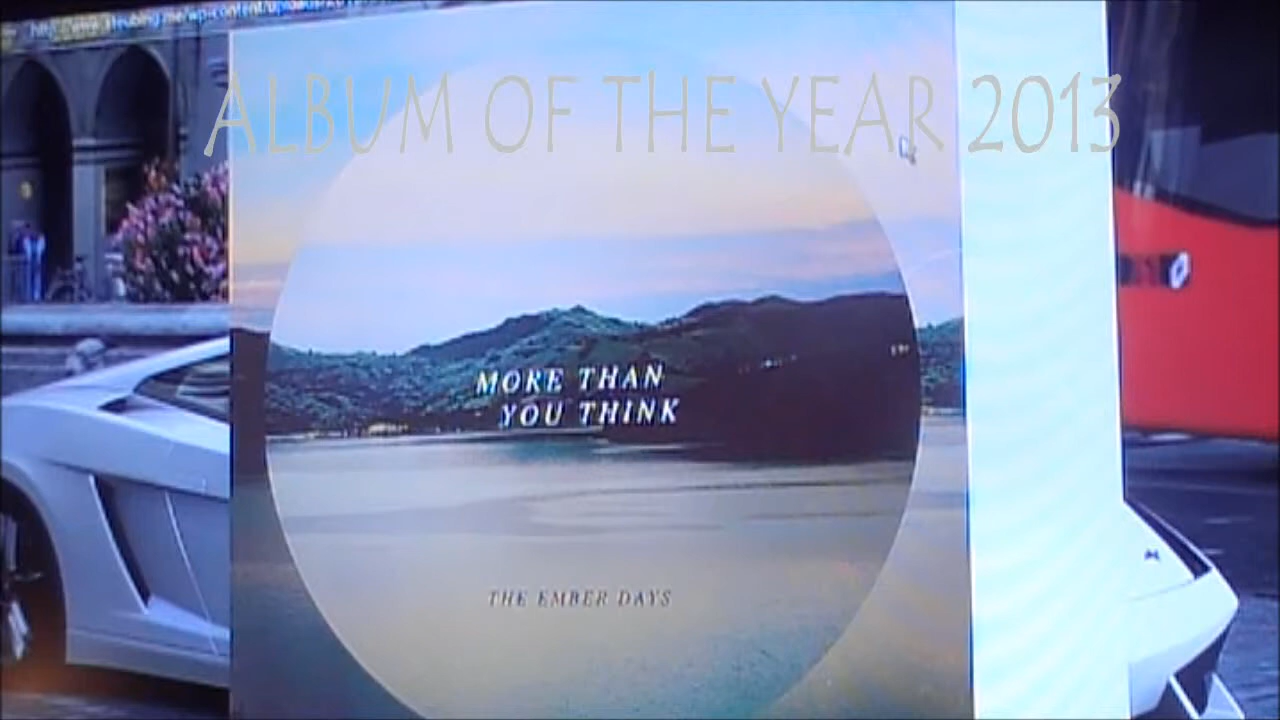 ALBUM OF THE YEAR 2013
MORE THAN
YOU THINK
THE EMBER DAYS